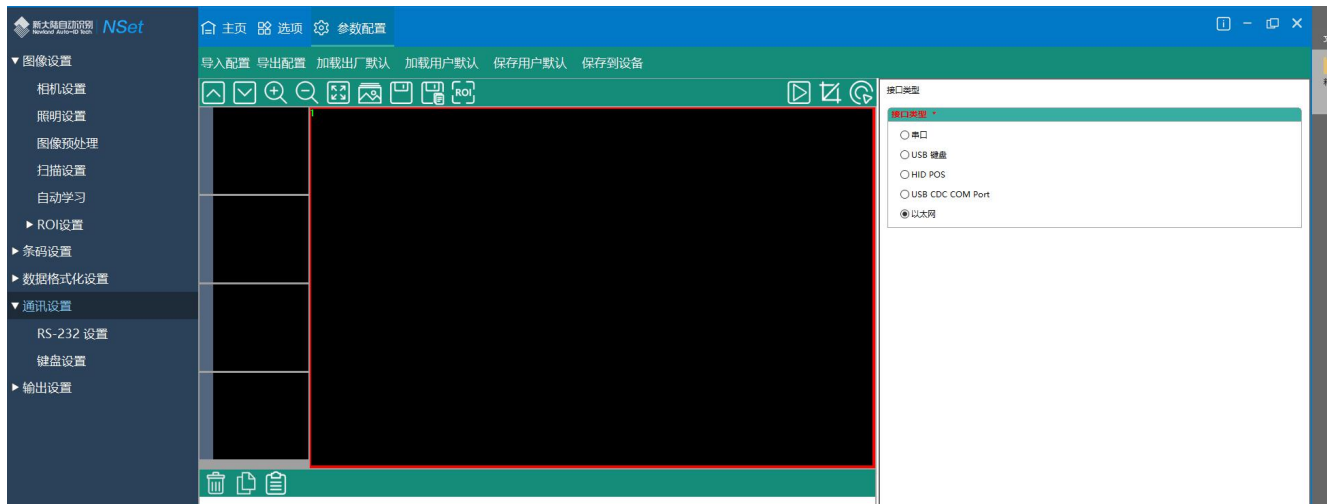 新大陆自动识别 NSet
Newland Auto-ID Tech
主页 选项 参数配置
导入配置 导出配置 加载出厂默认 加载用户默认 保存用户默认 保存到设备
图像设置
相机设置
照明设置
图像预处理
扫描设置
自动学习
ROI设置
条码设置
数据格式化设置
通讯设置
RS-232 设置
键盘设置
输出设置
ROI
1
接口类型
接口类型 *
串口
USB 键盘
HID POS
USB CDC COM Port
以太网